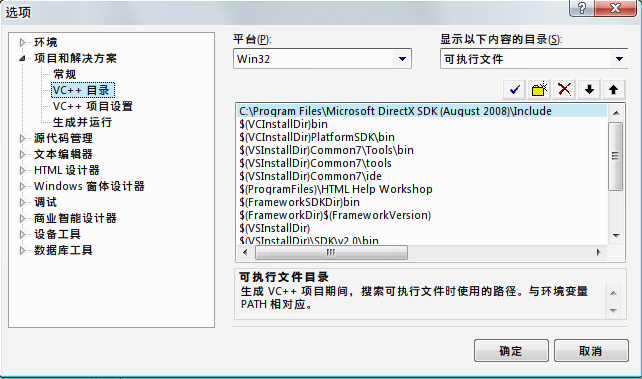 选项
环境
项目和解决方案
常规
VC++ 目录
VC++ 项目设置
生成并运行
源代码管理
文本编辑器
HTML 设计器
Windows 窗体设计器
调试
商业智能设计器
设备工具
数据库工具
平台(P):
Win32
显示以下内容的目录(S):
可执行文件
C:\Program Files\Microsoft DirectX SDK (August 2008)\Include
$(VCInstallDir)bin
$(VCInstallDir)PlatformSDK\bin
$(VSInstallDir)Common7\Tools\bin
$(VSInstallDir)Common7\tools
$(VSInstallDir)Common7\ide
$(ProgramFiles)\HTML Help Workshop
$(FrameworkSDKDir)bin
$(FrameworkDir)$(FrameworkVersion)
$(VSInstallDir)
$(VSInstallDir)\SDK\v2.0\bin
可执行文件目录
生成 VC++ 项目期间，搜索可执行文件时使用的路径。与环境变量
PATH 相对应。
确定
取消